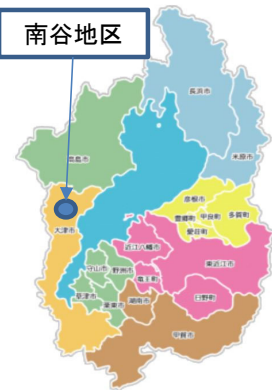 南谷地区
長浜市
高島市
米原市
彦根市
豊郷町
甲良町
多賀町
愛荘町
大津市
近江八幡市
東近江市
守山市
野洲市
竜王町
草津市
栗東市
湖南市
日野町
甲賀市